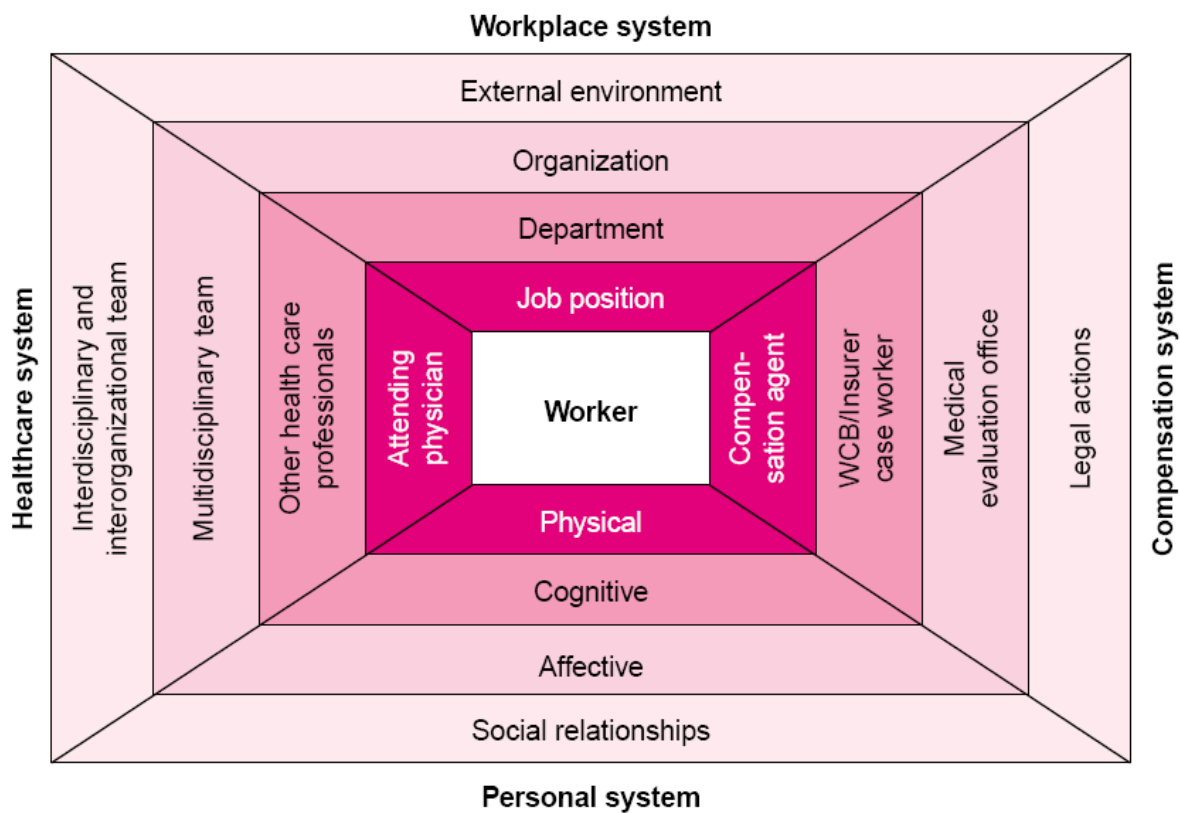 Workplace system
External environment
Organization
Department
Job position
Healthcare system
Interdisciplinary and
interorganizational team
Multidisciplinary team
Other health care
professionals
Attending
physician
Worker
Compen-
sation agent
WCB/Insurer
case worker
Medical
evaluation office
Legal actions
Compensation system
Physical
Cognitive
Affective
Social relationships
Personal system